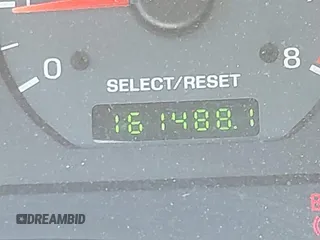 0
8
SELECT/RESET
161488.1
DREAMBID